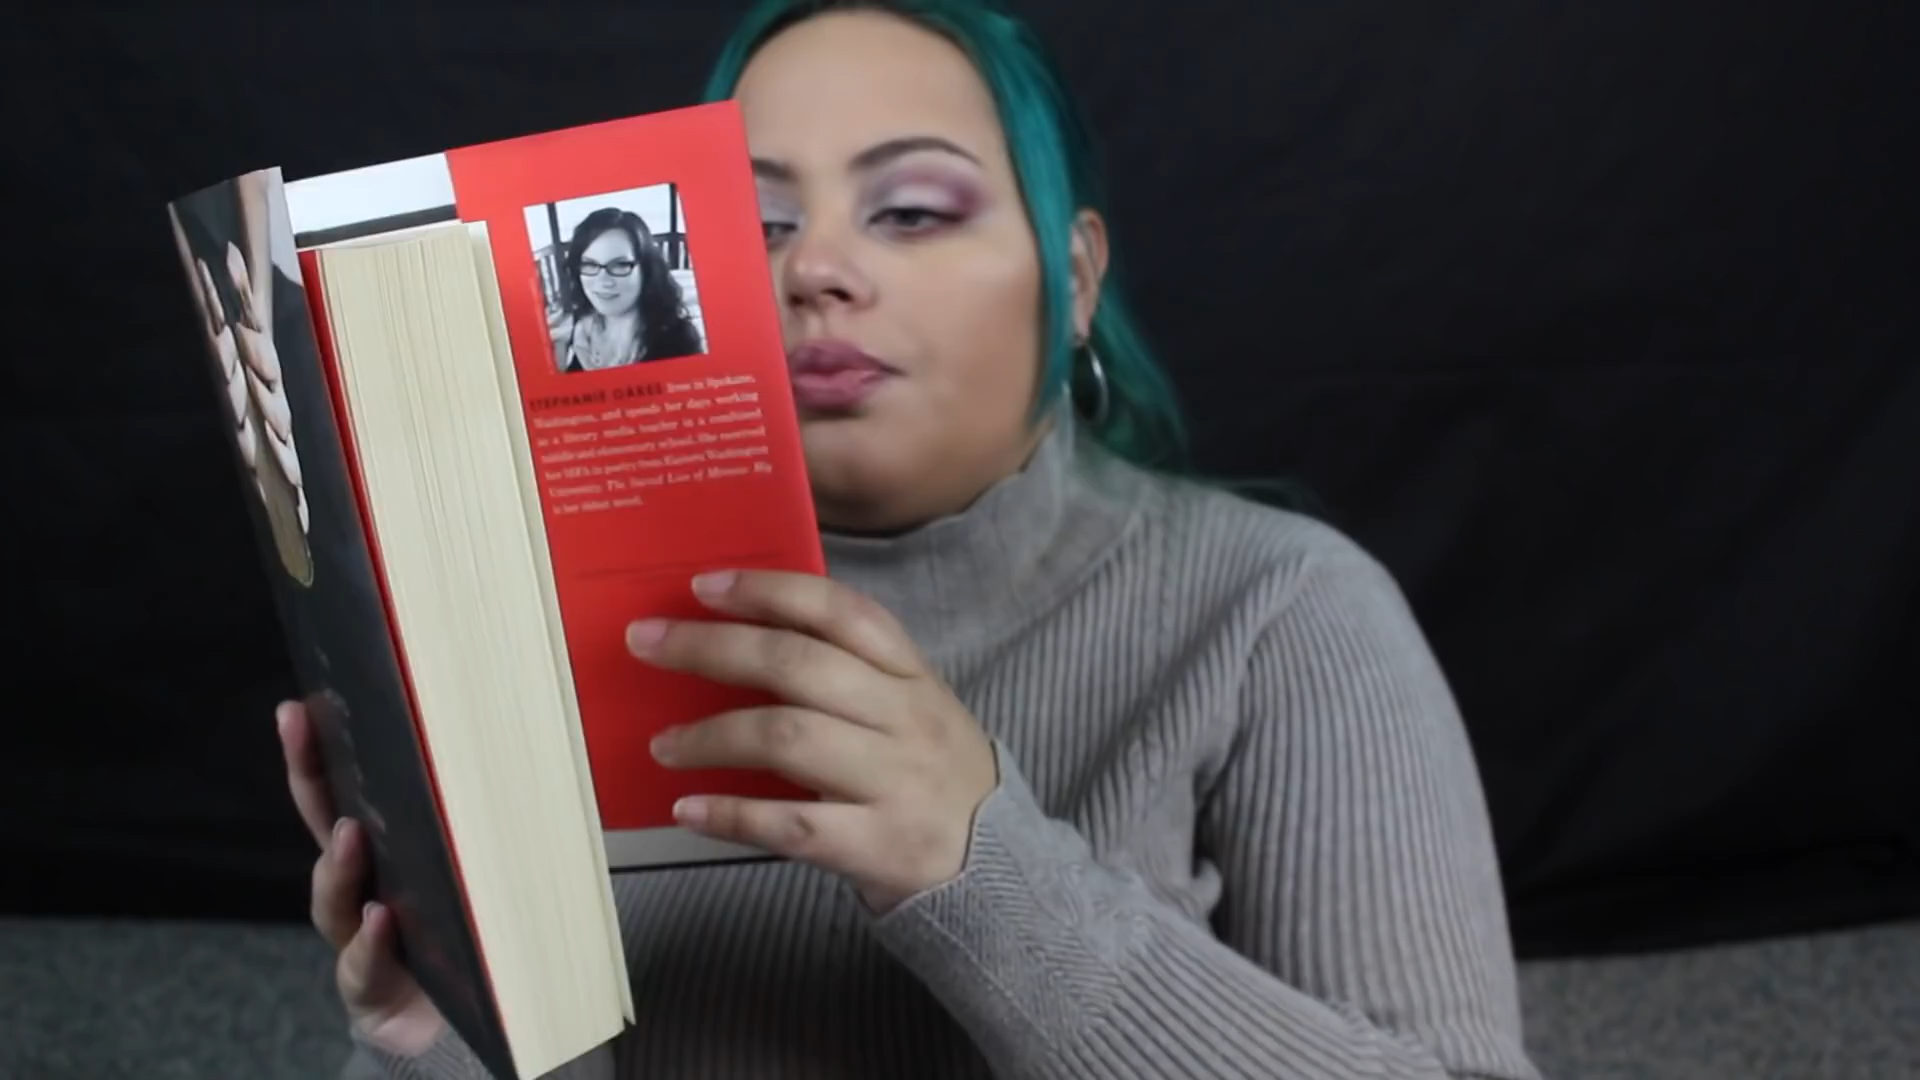 STEPHANIE OAKES lives in Spokane,
Washington, and spends her days working
as a library media teacher in a combined
middle and elementary school. She received
her MFA in poetry from Eastern Washington
University. The Sacred Lies of Minnow Bly
is her debut novel.